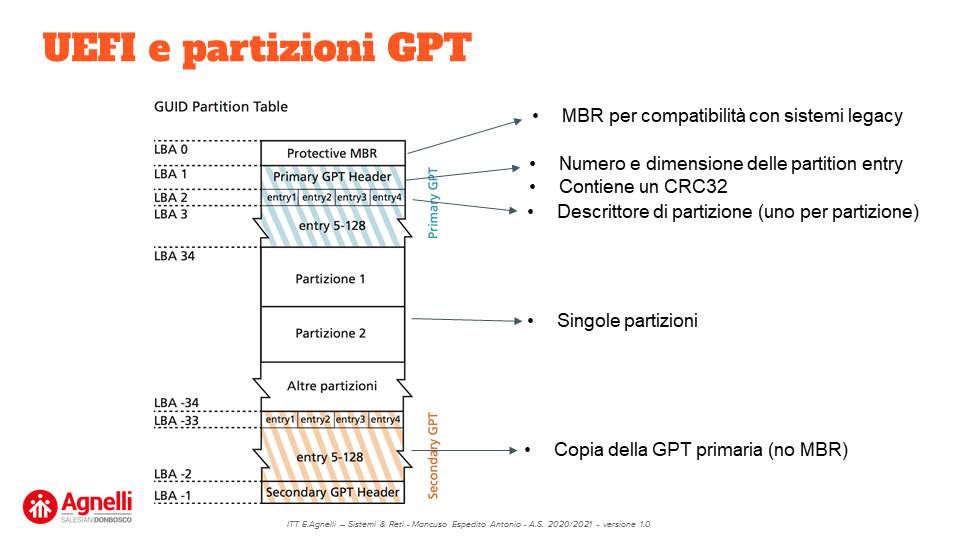 UEFI e partizioni GPT
GUID Partition Table
LBA 0
Protective MBR
• MBR per compatibilità con sistemi legacy
LBA 1
Primary GPT Header
• Numero e dimensione delle partition entry
• Contiene un CRC32
LBA 2
entry1 entry2 entry3 entry4
• Descrittore di partizione (uno per partizione)
LBA 3
entry 5-128
Primary GPT
LBA 34
Partizione 1
Partizione 2
• Singole partizioni
Altre partizioni
LBA -34
LBA -33
entry1 entry2 entry3 entry4
entry 5-128
Secondary GPT
• Copia della GPT primaria (no MBR)
LBA -2
LBA -1
Secondary GPT Header
Agnelli
SALESIANI DONBOSCO
ITT E.Agnelli – Sistemi & Reti - Mancuso Espedito Antonio - A.S. 2020/2021 - versione 1.0